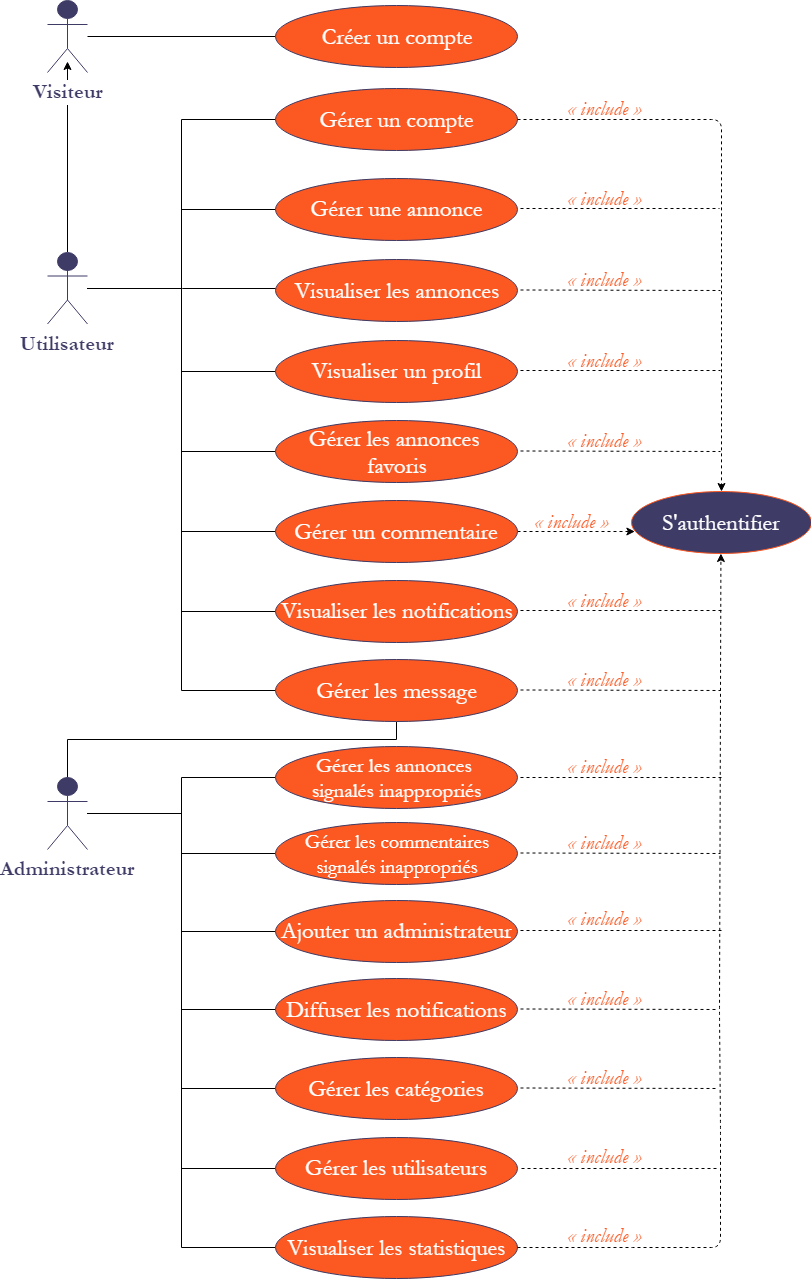 Créer un compte
Visiteur
Gérer un compte
« include »
Gérer une annonce
« include »
Visualiser les annonces
« include »
Utilisateur
Visualiser un profil
« include »
Gérer les annonces
favoris
« include »
Gérer un commentaire
« include »
S'authentifier
Visualiser les notifications
« include »
Gérer les message
« include »
Gérer les annonces
signalés inappropriés
« include »
Administrateur
Gérer les commentaires
signalés inappropriés
« include »
Ajouter un administrateur
« include »
Diffuser les notifications
« include »
Gérer les catégories
« include »
Gérer les utilisateurs
« include »
Visualiser les statistiques
« include »